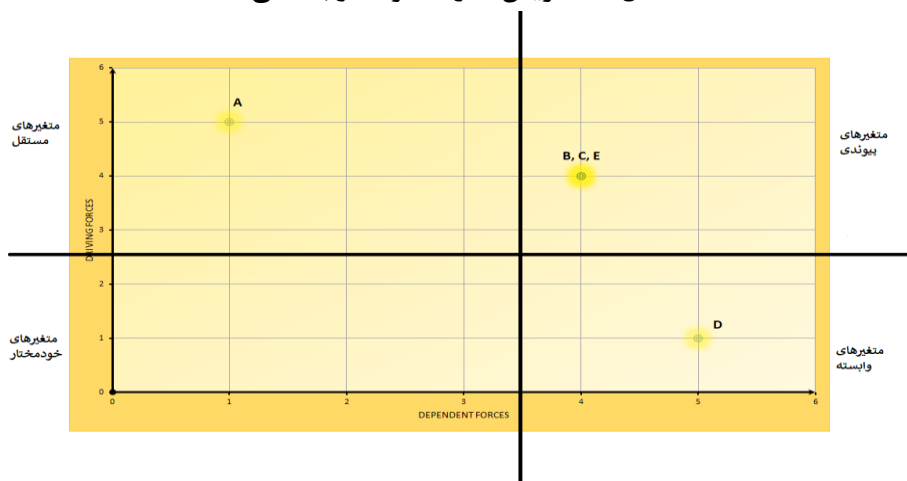 6
A
متغیرهای
مستقل
5
متغیرهای
پیوندی
B, C, E
4
DRIVING FORCES
3
2
متغیرهای
خودمختار
1
D
متغیرهای
وابسته
0
0
1
2
3
4
5
6
DEPENDENT FORCES